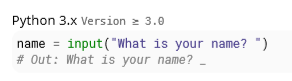 Python 3.x Version ≥ 3.0
name = input("What is your name? ")
# Out: What is your name? _